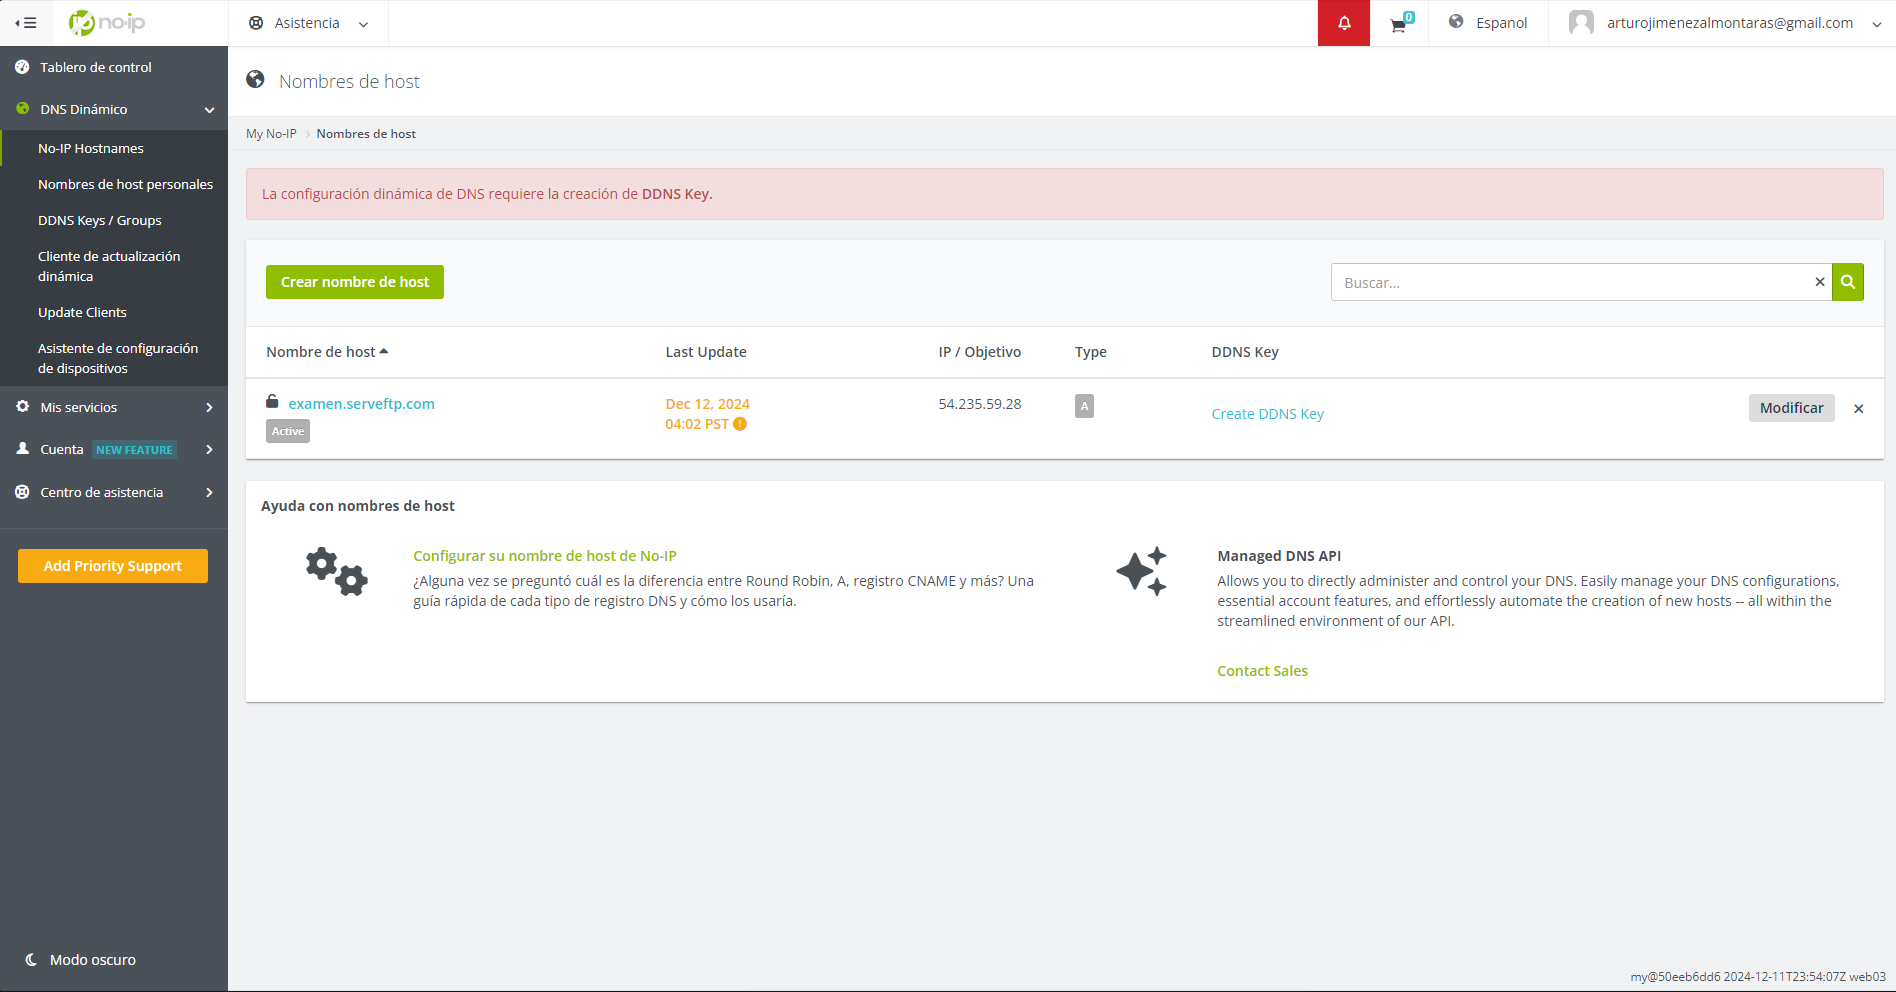 no-ip
Asistencia
0
Espanol
arturojimenezalmontaras@gmail.com
Tablero de control
DNS Dinámico
No-IP Hostnames
Nombres de host personales
DDNS Keys / Groups
Cliente de actualización
dinámica
Update Clients
Asistente de configuración
de dispositivos
Mis servicios
Cuenta NEW FEATURE
Centro de asistencia
Add Priority Support
Modo oscuro
Nombres de host
My No-IP > Nombres de host
La configuración dinámica de DNS requiere la creación de DDNS Key.
Crear nombre de host
Buscar...
Nombre de host Last Update IP / Objetivo Type DDNS Key
examen.serveftp.com
Active
Dec 12, 2024
04:02 PST
54.235.59.28
A
Create DDNS Key
Modificar
Ayuda con nombres de host
Configurar su nombre de host de No-IP
¿Alguna vez se preguntó cuál es la diferencia entre Round Robin, A, registro CNAME y más? Una
guía rápida de cada tipo de registro DNS y cómo los usaría.
Managed DNS API
Allows you to directly administer and control your DNS. Easily manage your DNS configurations,
essential account features, and effortlessly automate the creation of new hosts -- all within the
streamlined environment of our API.
Contact Sales
my@50eeb6dd6 2024-12-11T23:54:07Z web03